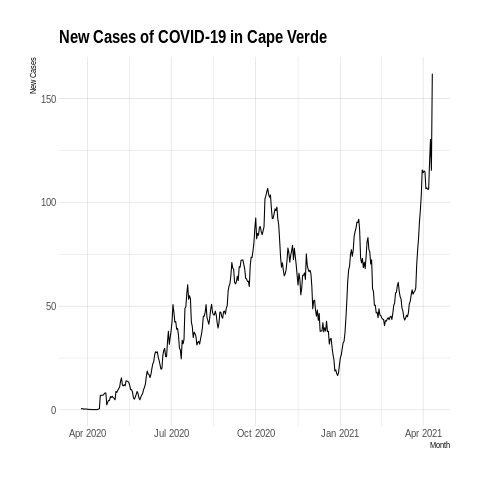 New Cases of COVID-19 in Cape Verde
New Cases
150
100
50
0
Apr 2020 Jul 2020 Oct 2020 Jan 2021 Apr 2021
Month